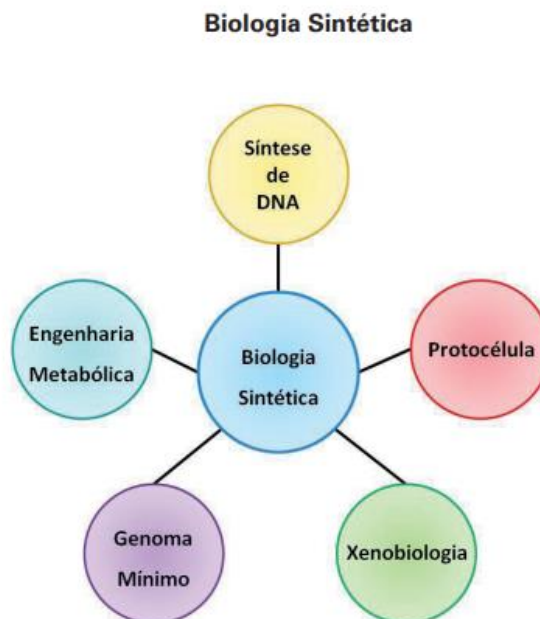 Biologia Sintética
Síntese
de
DNA
Engenharia
Metabólica
Biologia
Sintética
Protocélula
Genoma
Mínimo
Xenobiologia